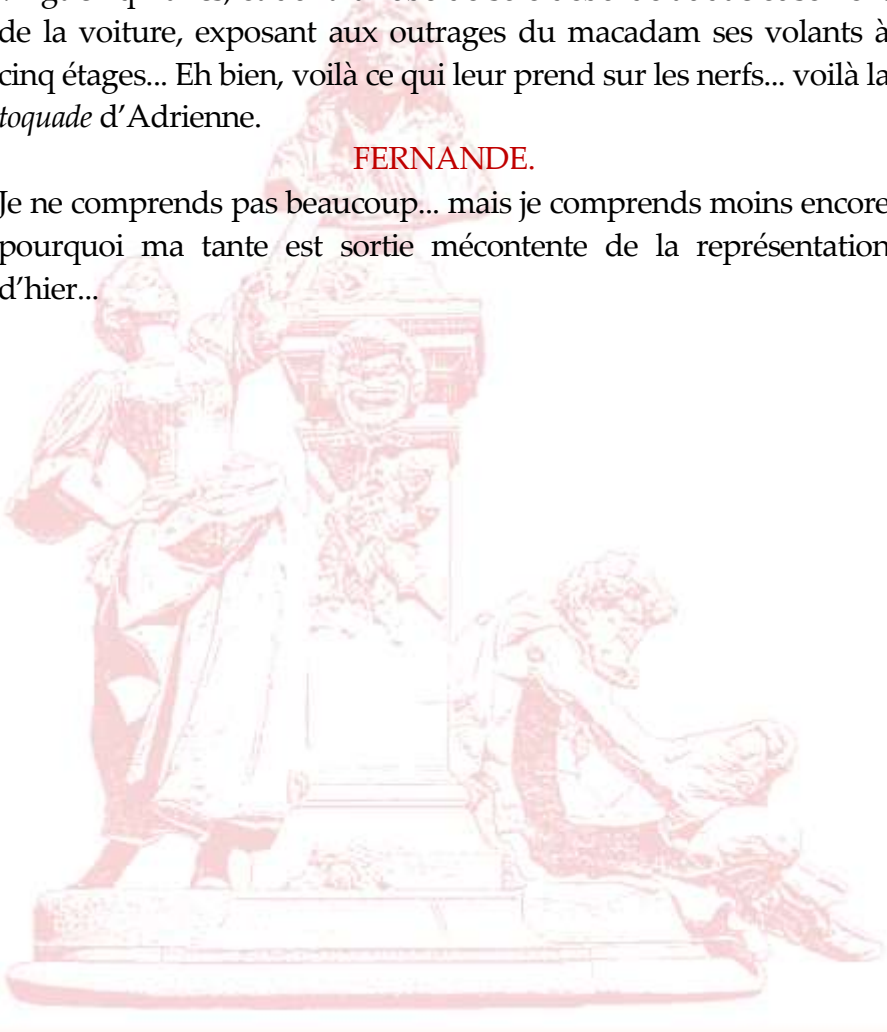 de la voiture, exposant aux outrages du macadam ses volants à
cinq étages... Eh bien, voilà ce qui leur prend sur les nerfs... voilà la
toquade d’Adrienne.
FERNANDE.
Je ne comprends pas beaucoup... mais je comprends moins encore
pourquoi ma tante est sortie mécontente de la représentation
d’hier...